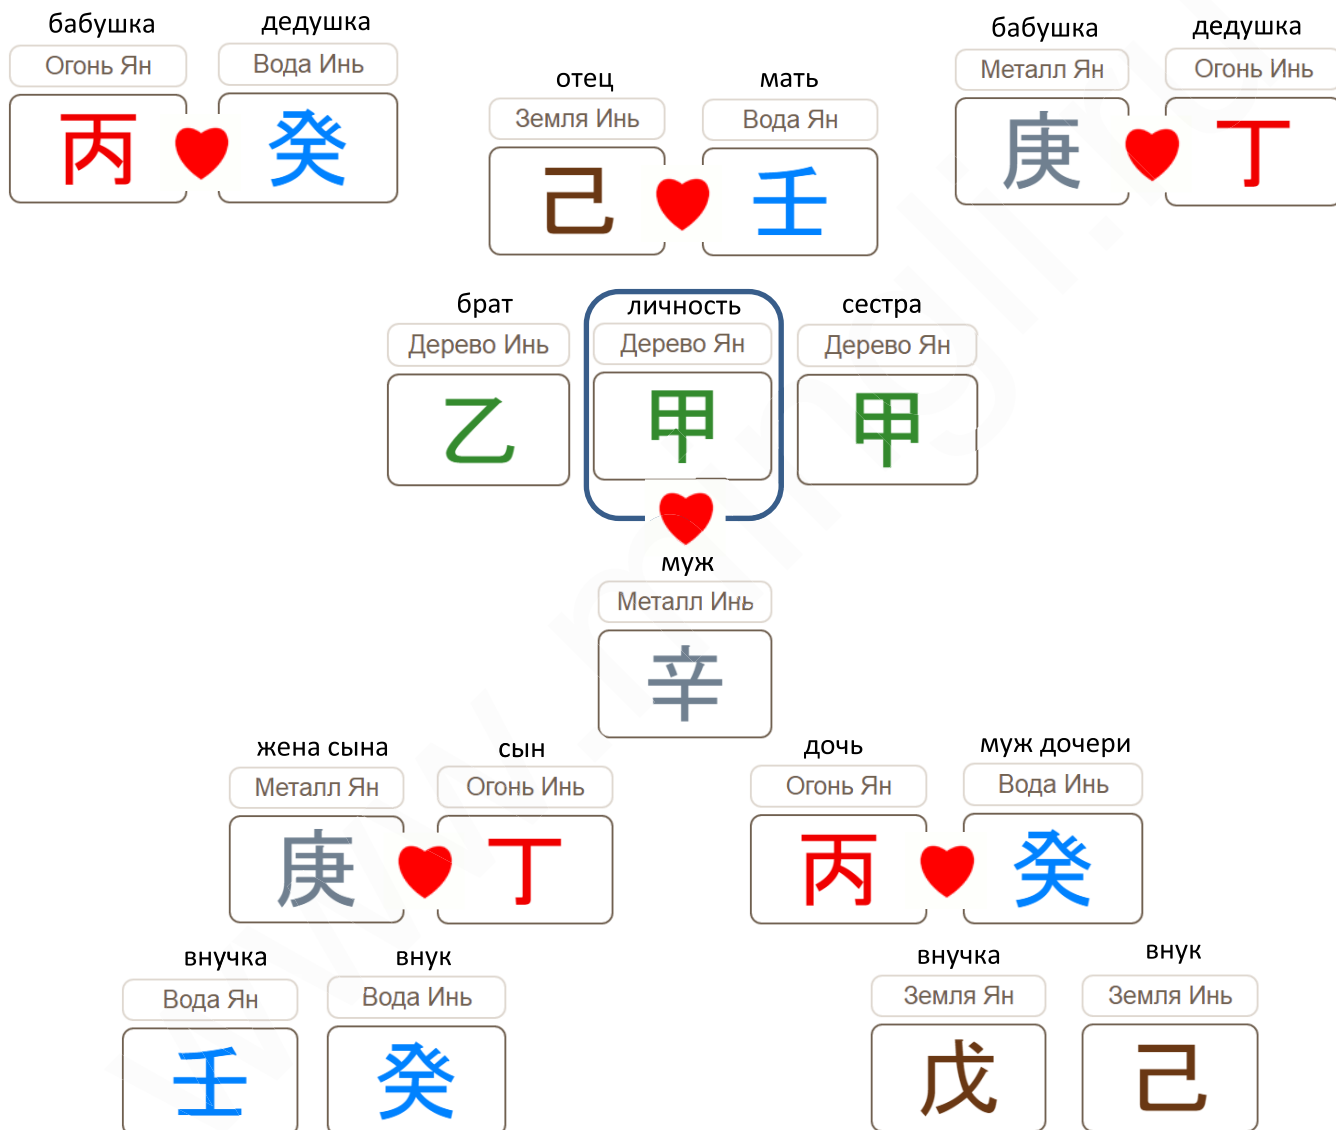 бабушка
дедушка
Огонь Ян
Вода Инь
丙
癸
отец
мать
Земля Инь
Вода Ян
己
壬
бабушка
дедушка
Металл Ян
Огонь Инь
庚
丁
брат
личность
сестра
Дерево Инь
Дерево Ян
Дерево Ян
乙
甲
甲
муж
Металл Инь
辛
жена сына
сын
Металл Ян
Огонь Инь
庚
丁
дочь
муж дочери
Огонь Ян
Вода Инь
丙
癸
внучка
внук
Вода Ян
Вода Инь
壬
癸
внучка
внук
Земля Ян
Земля Инь
戊
己